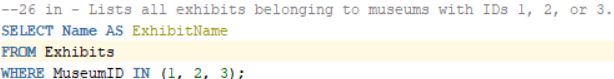 --26 in - Lists all exhibits belonging to museums with IDs 1, 2, or 3.
SELECT Name AS ExhibitName
FROM Exhibits
WHERE MuseumID IN (1, 2, 3);